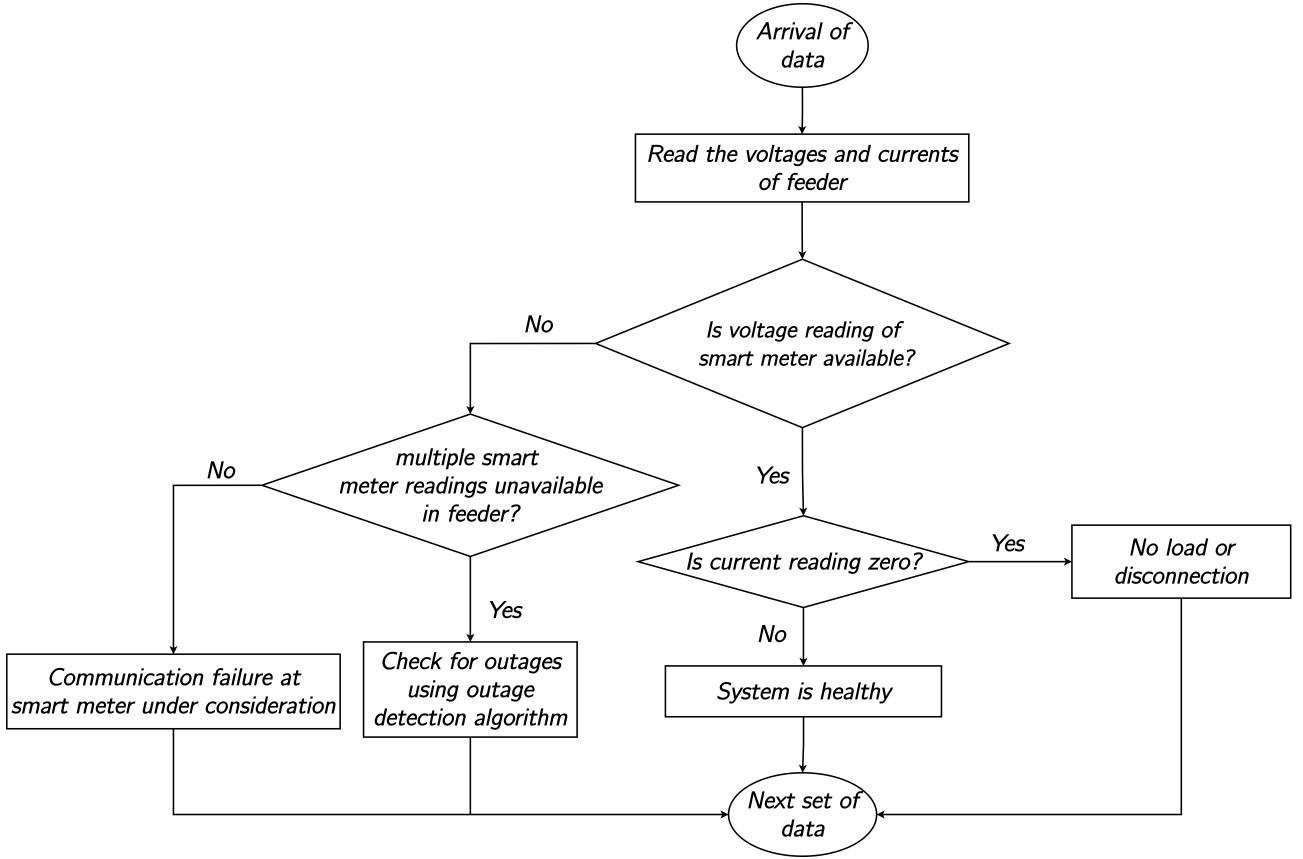 Arrival of
data
Read the voltages and currents
of feeder
Is voltage reading of
smart meter available?
No
Yes
multiple smart
meter readings unavailable
in feeder?
No
Yes
Is current reading zero?
Yes
No
No load or
disconnection
Communication failure at
smart meter under consideration
Check for outages
using outage
detection algorithm
System is healthy
Next set of
data